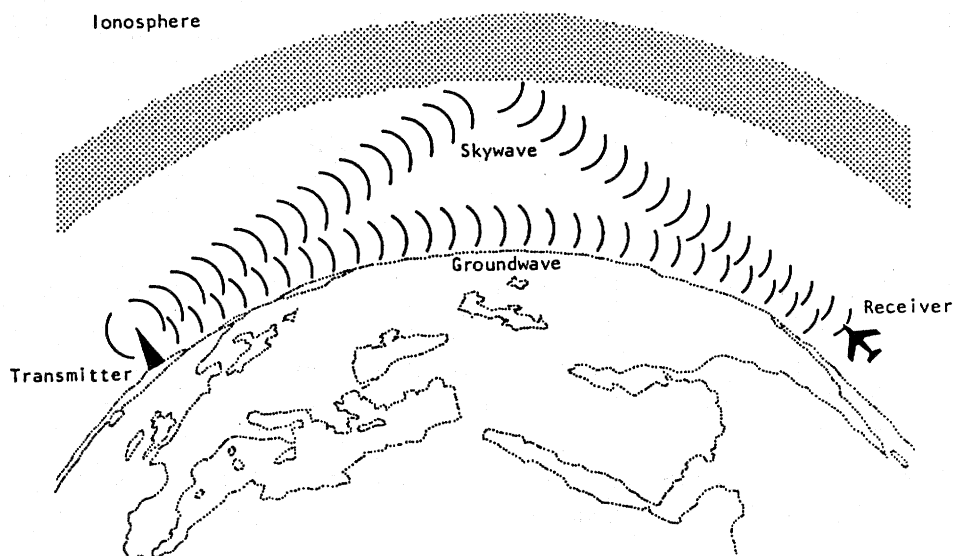 Ionosphere
Skywave
Groundwave
Receiver
Transmitter